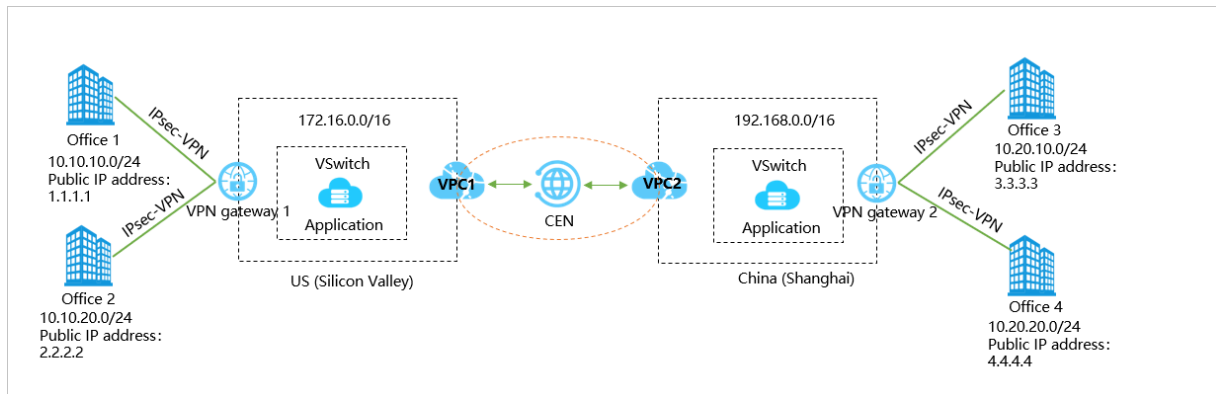 Office 1
10.10.10.0/24
Public IP address:
1.1.1.1
IPsec-VPN
IPsec-VPN
VPN gateway 1
Office 2
10.10.20.0/24
Public IP address:
2.2.2.2
172.16.0.0/16
VSwitch
Application
US (Silicon Valley)
VPC1
CEN
VPC2
192.168.0.0/16
VSwitch
Application
China (Shanghai)
VPN gateway 2
IPsec-VPN
IPsec-VPN
Office 3
10.20.10.0/24
Public IP address:
3.3.3.3
Office 4
10.20.20.0/24
Public IP address:
4.4.4.4